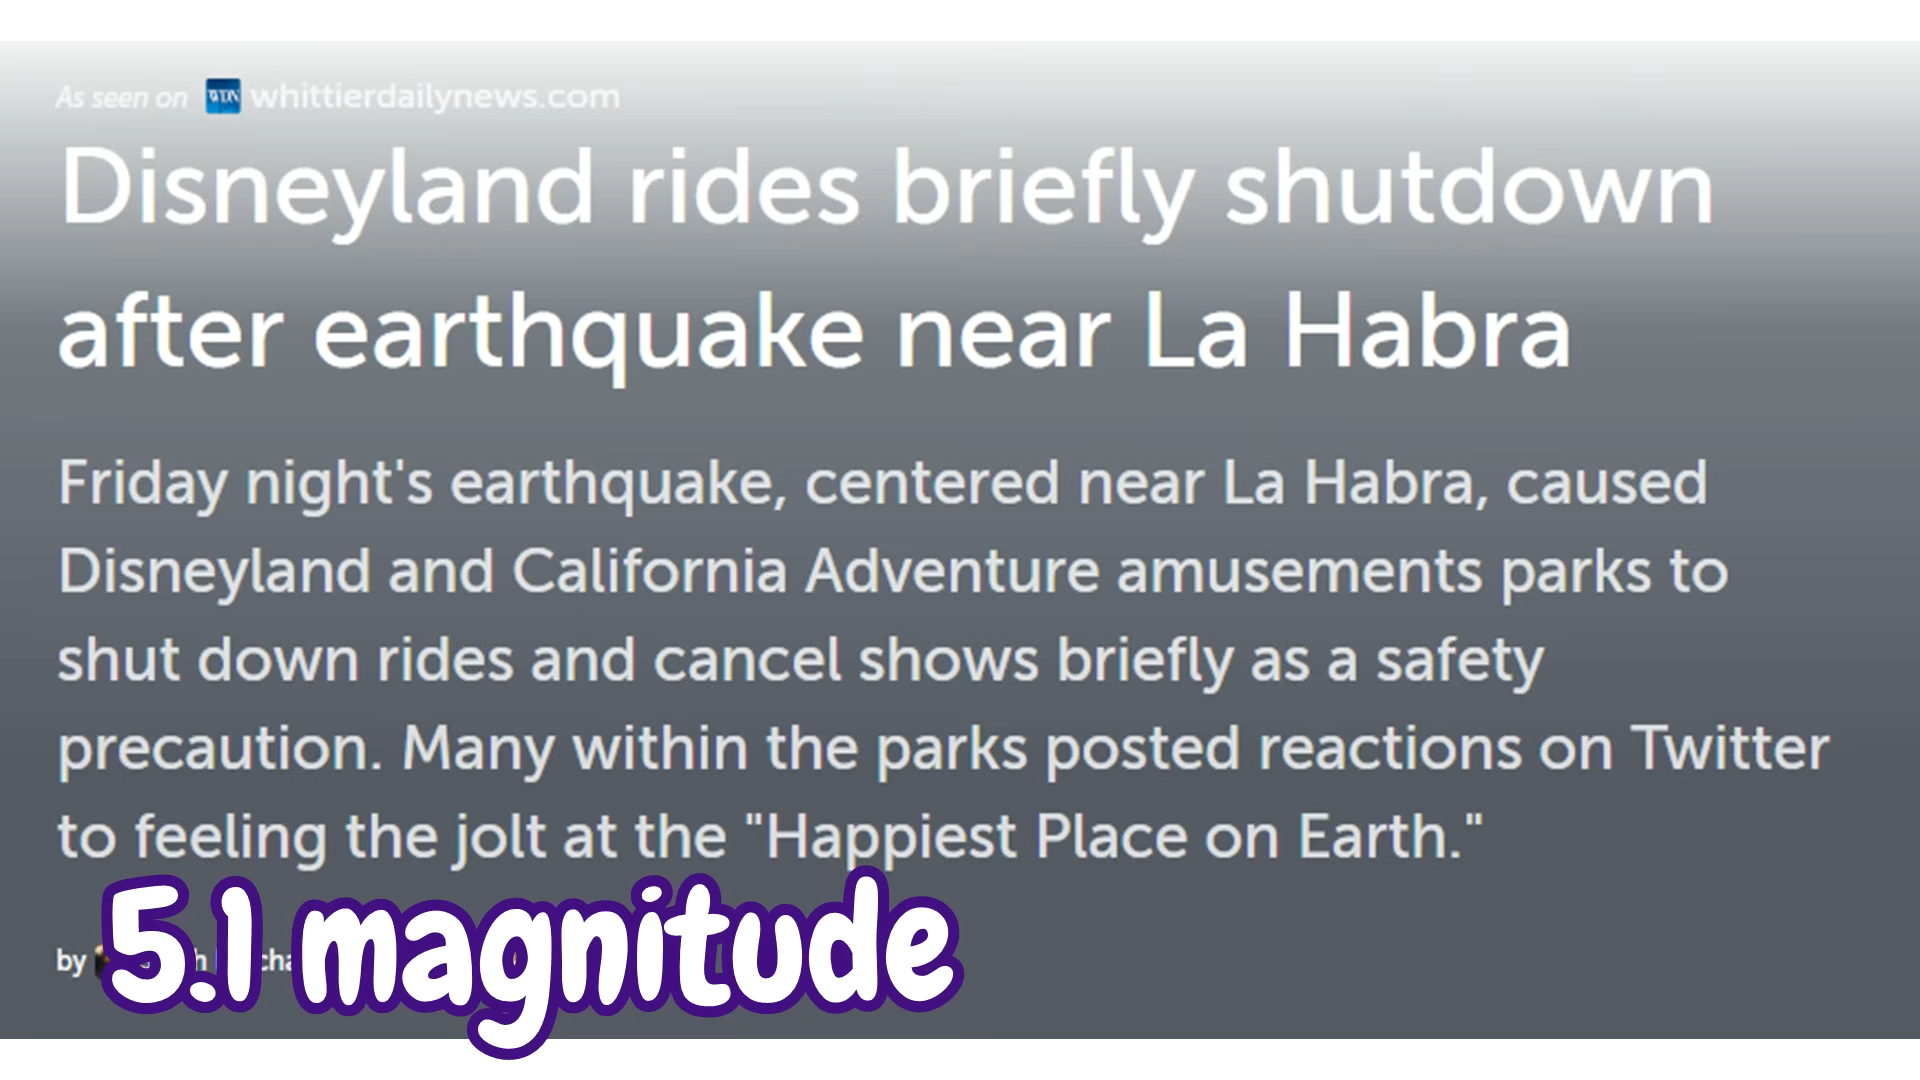 As seen on WDN whittierdailynews.com
Disneyland rides briefly shutdown
after earthquake near La Habra
Friday night's earthquake, centered near La Habra, caused
Disneyland and California Adventure amusements parks to
shut down rides and cancel shows briefly as a safety
precaution. Many within the parks posted reactions on Twitter
to feeling the jolt at the "Happiest Place on Earth."
by
5.1 magnitude